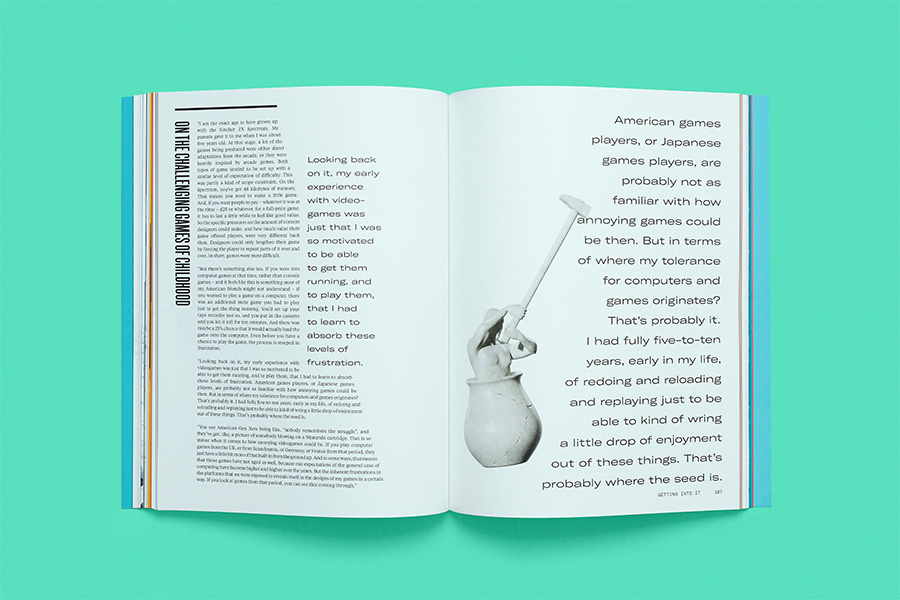 ON THE CHALLENGING GAMES OF CHILDHOOD
"I am the exact age to have grown up
with the Sinclair ZX Spectrum. My
parents gave it to me when I was about
five years old. At that stage, a lot of the
games being produced were either direct
adaptations from the arcade, or they were
heavily inspired by arcade games. Both
types of game tended to be set up with a
similar level of expectation of difficulty. This
was partly a kind of scope constraint. On the
Spectrum, you've got 48 kilobytes of memory.
That means you need to make a little game.
And, if you want people to pay – whatever it was at
the time – £25 or whatever, for a full-price game,
it has to last a little while to feel like good value.
So the specific pressures on the amount of content
designers could make, and how much value their
game offered players, were very different back
then. Designers could only lengthen their game
by forcing the player to repeat parts of it over and
over. In short: games were more difficult.
"But there's something else too. If you were into
computer games at that time, rather than console
games – and it feels like this is something most of
my American friends might not understand – if
you wanted to play a game on a computer, there
was an additional meta game you had to play
just to get the thing running. You'd set up your
tape recorder just so, and you put in the cassette
and you let it roll for ten minutes. And there was
maybe a 25% chance that it would actually load the
game onto the computer. Even before you have a
chance to play the game, the process is steeped in
frustration.
"Looking back on it, my early experience with
videogames was just that I was so motivated to be
able to get them running, and to play them, that I had to learn to absorb
these levels of frustration. American games players, or Japanese games
players, are probably not as familiar with how annoying games could be
then. But in terms of where my tolerance for computers and games originates?
That's probably it. I had fully five-to-ten years, early in my life, of redoing and
reloading and replaying just to be able to kind of wring a little drop of enjoyment
out of these things. That's probably where the seed is.
"You see American Gen Xers being like, "nobody remembers the struggle", and
they've got, like, a picture of somebody blowing on a Nintendo cartridge. That is so
minor when it comes to how annoying videogames could be. If you play computer
games from the UK, or from Scandinavia, or Germany, or France from that period, they
just have a little bit more of that built in from the ground up. And in some ways, that means
that those games have not aged as well, because our expectations of the general case of
computing have become higher and higher over the years. But the inherent frustrations in
the platforms that we were exposed to reveals itself in the designs of my games in a certain
way. If you look at games from that period, you can see this coming through."
Looking back
on it, my early
experience
with video-
games was
just that I was
so motivated
to be able
to get them
running, and
to play them,
that I had
to learn to
absorb these
levels of
frustration.
American games
players, or Japanese
games players, are
probably not as
familiar with how
annoying games could
be then. But in terms
of where my tolerance
for computers and
games originates?
That's probably it.
I had fully five-to-ten
years, early in my life,
of redoing and reloading
and replaying just to be
able to kind of wring
a little drop of enjoyment
out of these things. That's
probably where the seed is.
GETTING INTO IT 107